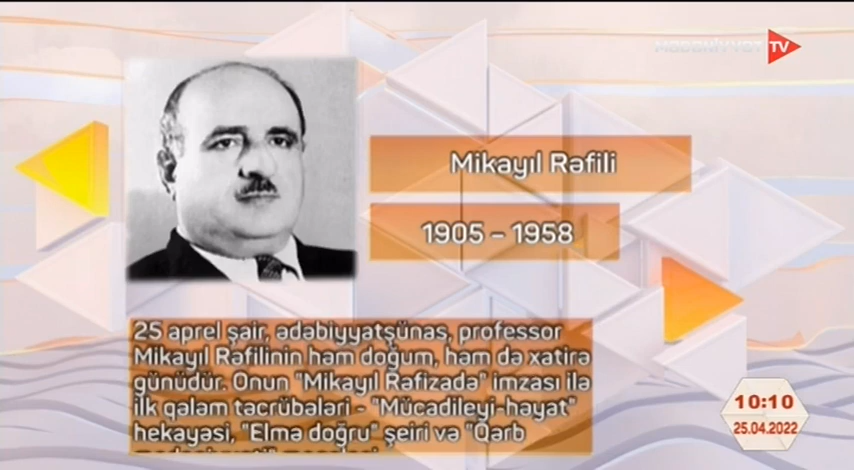 MƏDƏNİYYƏT TV
Mikayıl Rəfili
1905 – 1958
25 aprel şair, ədəbiyyatşünas, professor
Mikayıl Rəfilinin həm doğum, həm də xatirə
günüdür. Onun "Mikayıl Rəfizadə" imzası ilə
ilk qələm təcrübələri - "Mücadileyi-həyat"
hekayəsi, "Elmə doğru" şeiri və "Qərb
10:10
25.04.2022